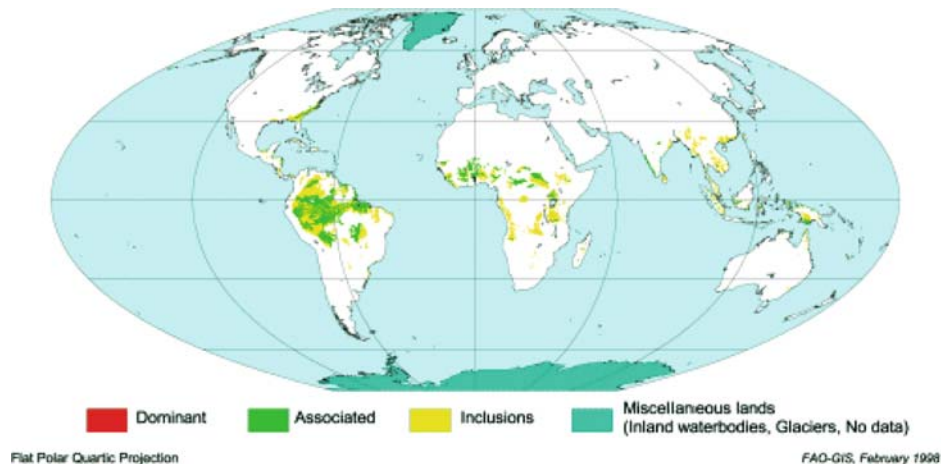 Dominant
Associated
Inclusions
Miscellaneous lands
(Inland waterbodies, Glaciers, No data)
Flat Polar Quartic Projection
FAO-GIS, February 1998